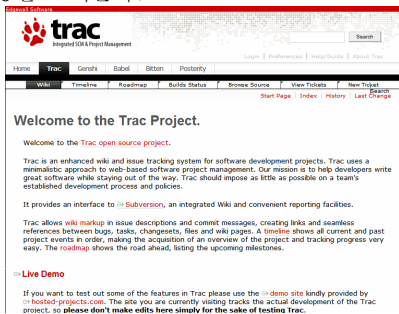 Edgewall Software
trac
Integrated SCM & Project Management
Search
Login | Preferences | Help/Guide | About Trac
Home Trac Genshi Babel Bitten Posterity
Wiki Timeline Roadmap Builds Status Browse Source View Tickets New Ticket
Search
Start Page | Index | History | Last Change
Welcome to the Trac Project.
Welcome to the Trac open source project.
Trac is an enhanced wiki and issue tracking system for software development projects. Trac uses a
minimalistic approach to web-based software project management. Our mission is to help developers write
great software while staying out of the way. Trac should impose as little as possible on a team's
established development process and policies.
It provides an interface to Subversion, an integrated Wiki and convenient reporting facilities.
Trac allows wiki markup in issue descriptions and commit messages, creating links and seamless
references between bugs, tasks, changesets, files and wiki pages. A timeline shows all current and past
project events in order, making the acquisition of an overview of the project and tracking progress very
easy. The roadmap shows the road ahead, listing the upcoming milestones.
Live Demo
If you want to test out some of the features in Trac please use the demo site kindly provided by
hosted-projects.com. The site you are currently visiting tracks the actual development of the Trac
project, so please don't make edits here simply for the sake of testing Trac.